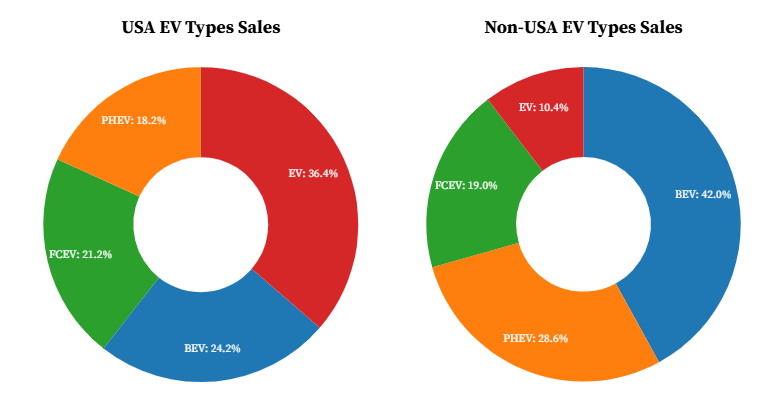 USA EV Types Sales
PHEV: 18.2%
EV: 36.4%
FCEV: 21.2%
BEV: 24.2%
Non-USA EV Types Sales
EV: 10.4%
FCEV: 19.0%
BEV: 42.0%
PHEV: 28.6%